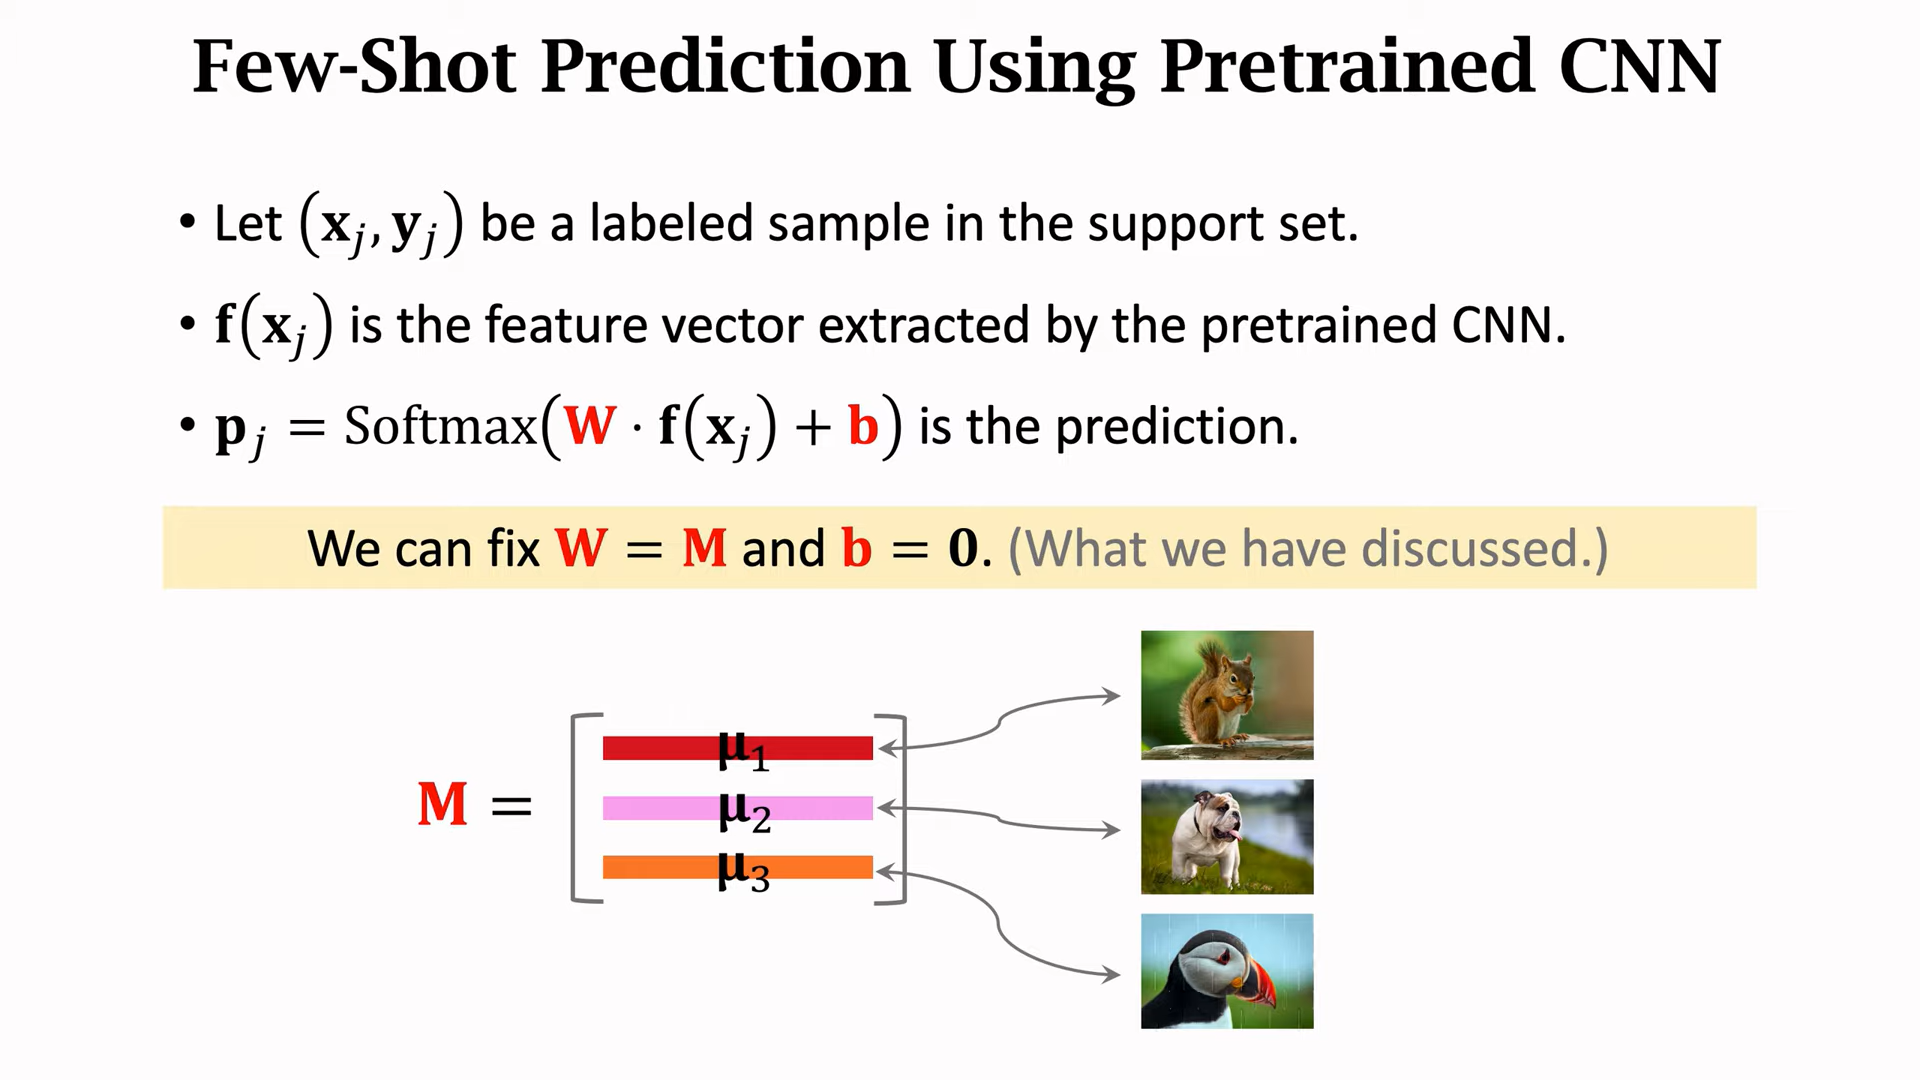 Few-Shot Prediction Using Pretrained CNN
• Let (𝐱ⱼ, 𝐲ⱼ) be a labeled sample in the support set.
• 𝐟(𝐱ⱼ) is the feature vector extracted by the pretrained CNN.
• 𝐩ⱼ = Softmax(𝐖 · 𝐟(𝐱ⱼ) + 𝐛) is the prediction.
We can fix 𝐖 = 𝐌 and 𝐛 = 𝟎. (What we have discussed.)
μ₁
𝐌 =
μ₂
μ₃